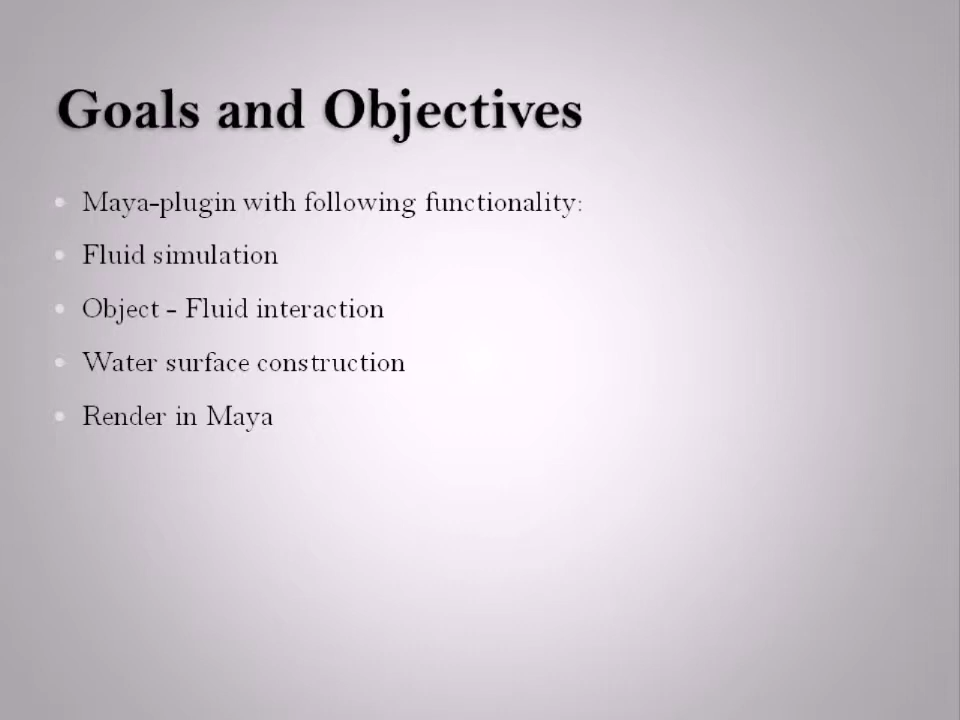 Goals and Objectives
Maya-plugin with following functionality:
Fluid simulation
Object - Fluid interaction
Water surface construction
Render in Maya